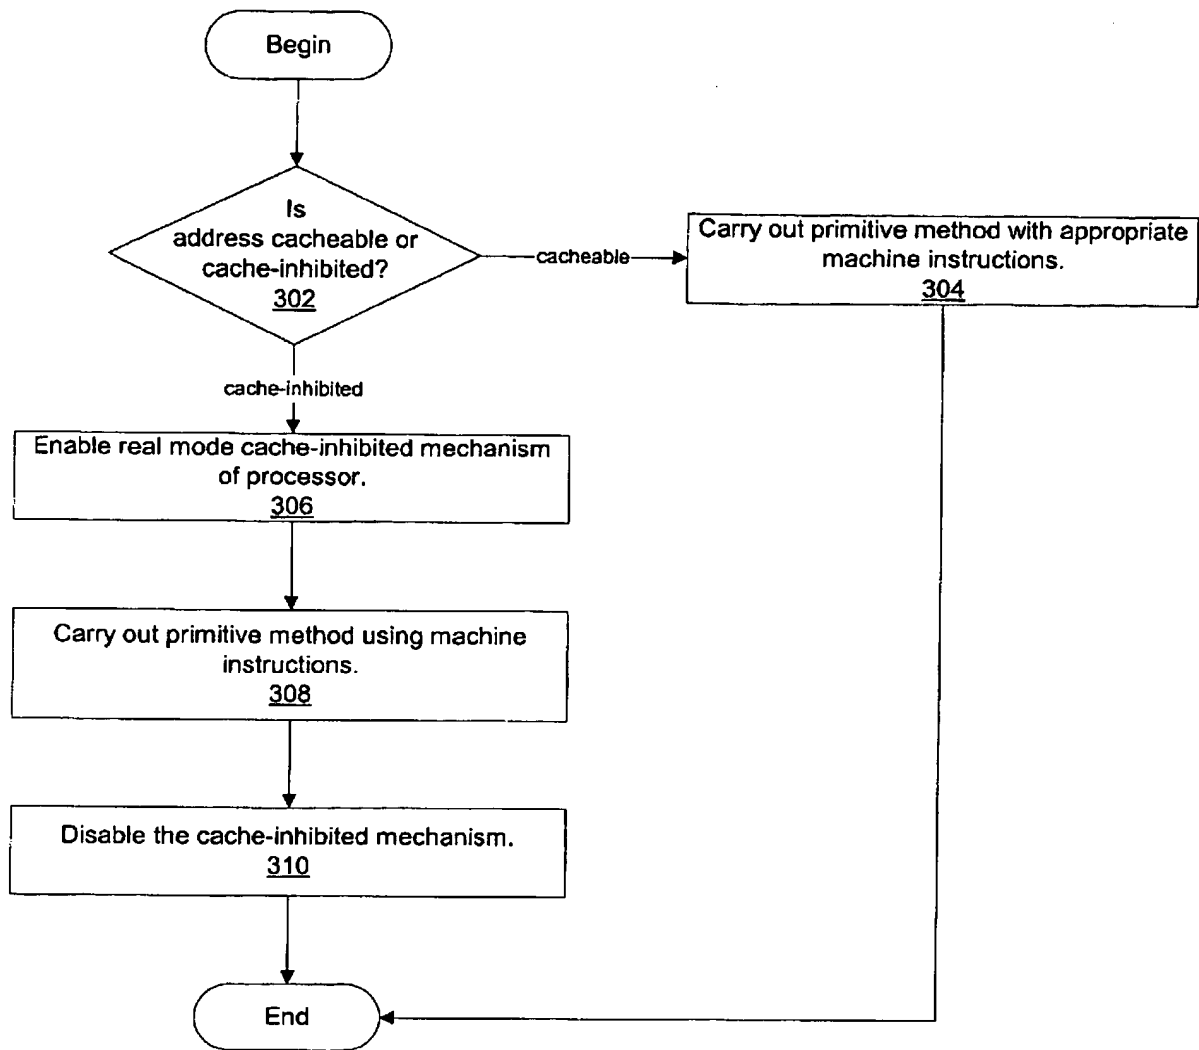 Begin
Is
address cacheable or
cache-inhibited?
302
cacheable
Carry out primitive method with appropriate
machine instructions.
304
cache-inhibited
Enable real mode cache-inhibited mechanism
of processor.
306
Carry out primitive method using machine
instructions.
308
Disable the cache-inhibited mechanism.
310
End